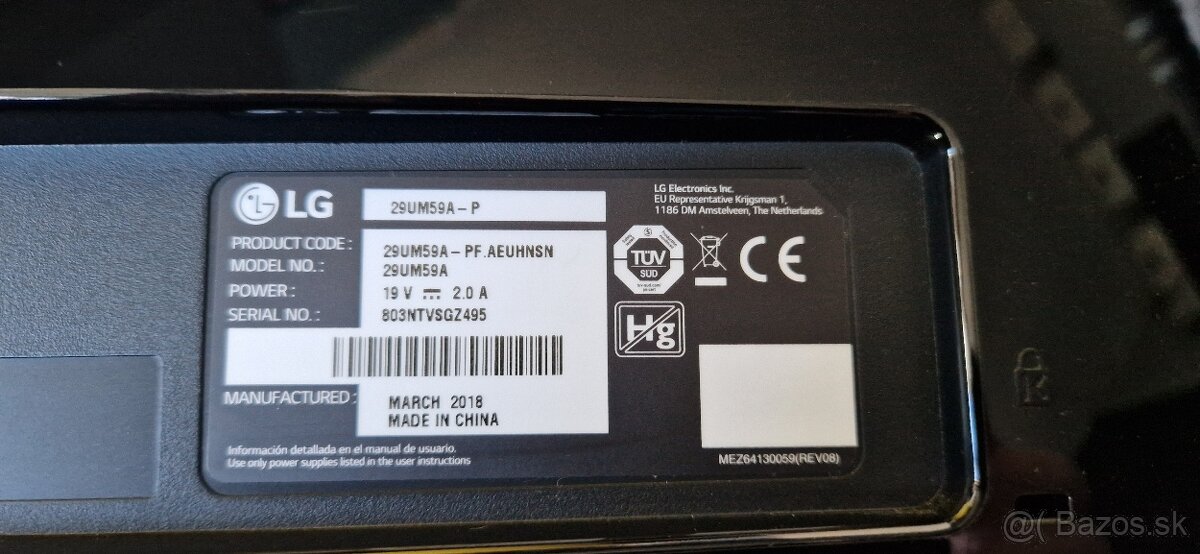 LG
29UM59A-P
LG Electronics Inc.
EU Representative Krijgsman 1,
1186 DM Amstelveen, The Netherlands
PRODUCT CODE : 29UM59A-PF.AEUHNSN
MODEL NO. : 29UM59A
POWER : 19 V ⎓ 2.0 A
SERIAL NO. : 803NTVSGZ495
TÜV
SÜD
CE
Hg
MANUFACTURED : MARCH 2018
MADE IN CHINA
Información detallada en el manual de usuario.
Use only power supplies listed in the user instructions
MEZ64130059(REV08)
K
@( Bazos.sk